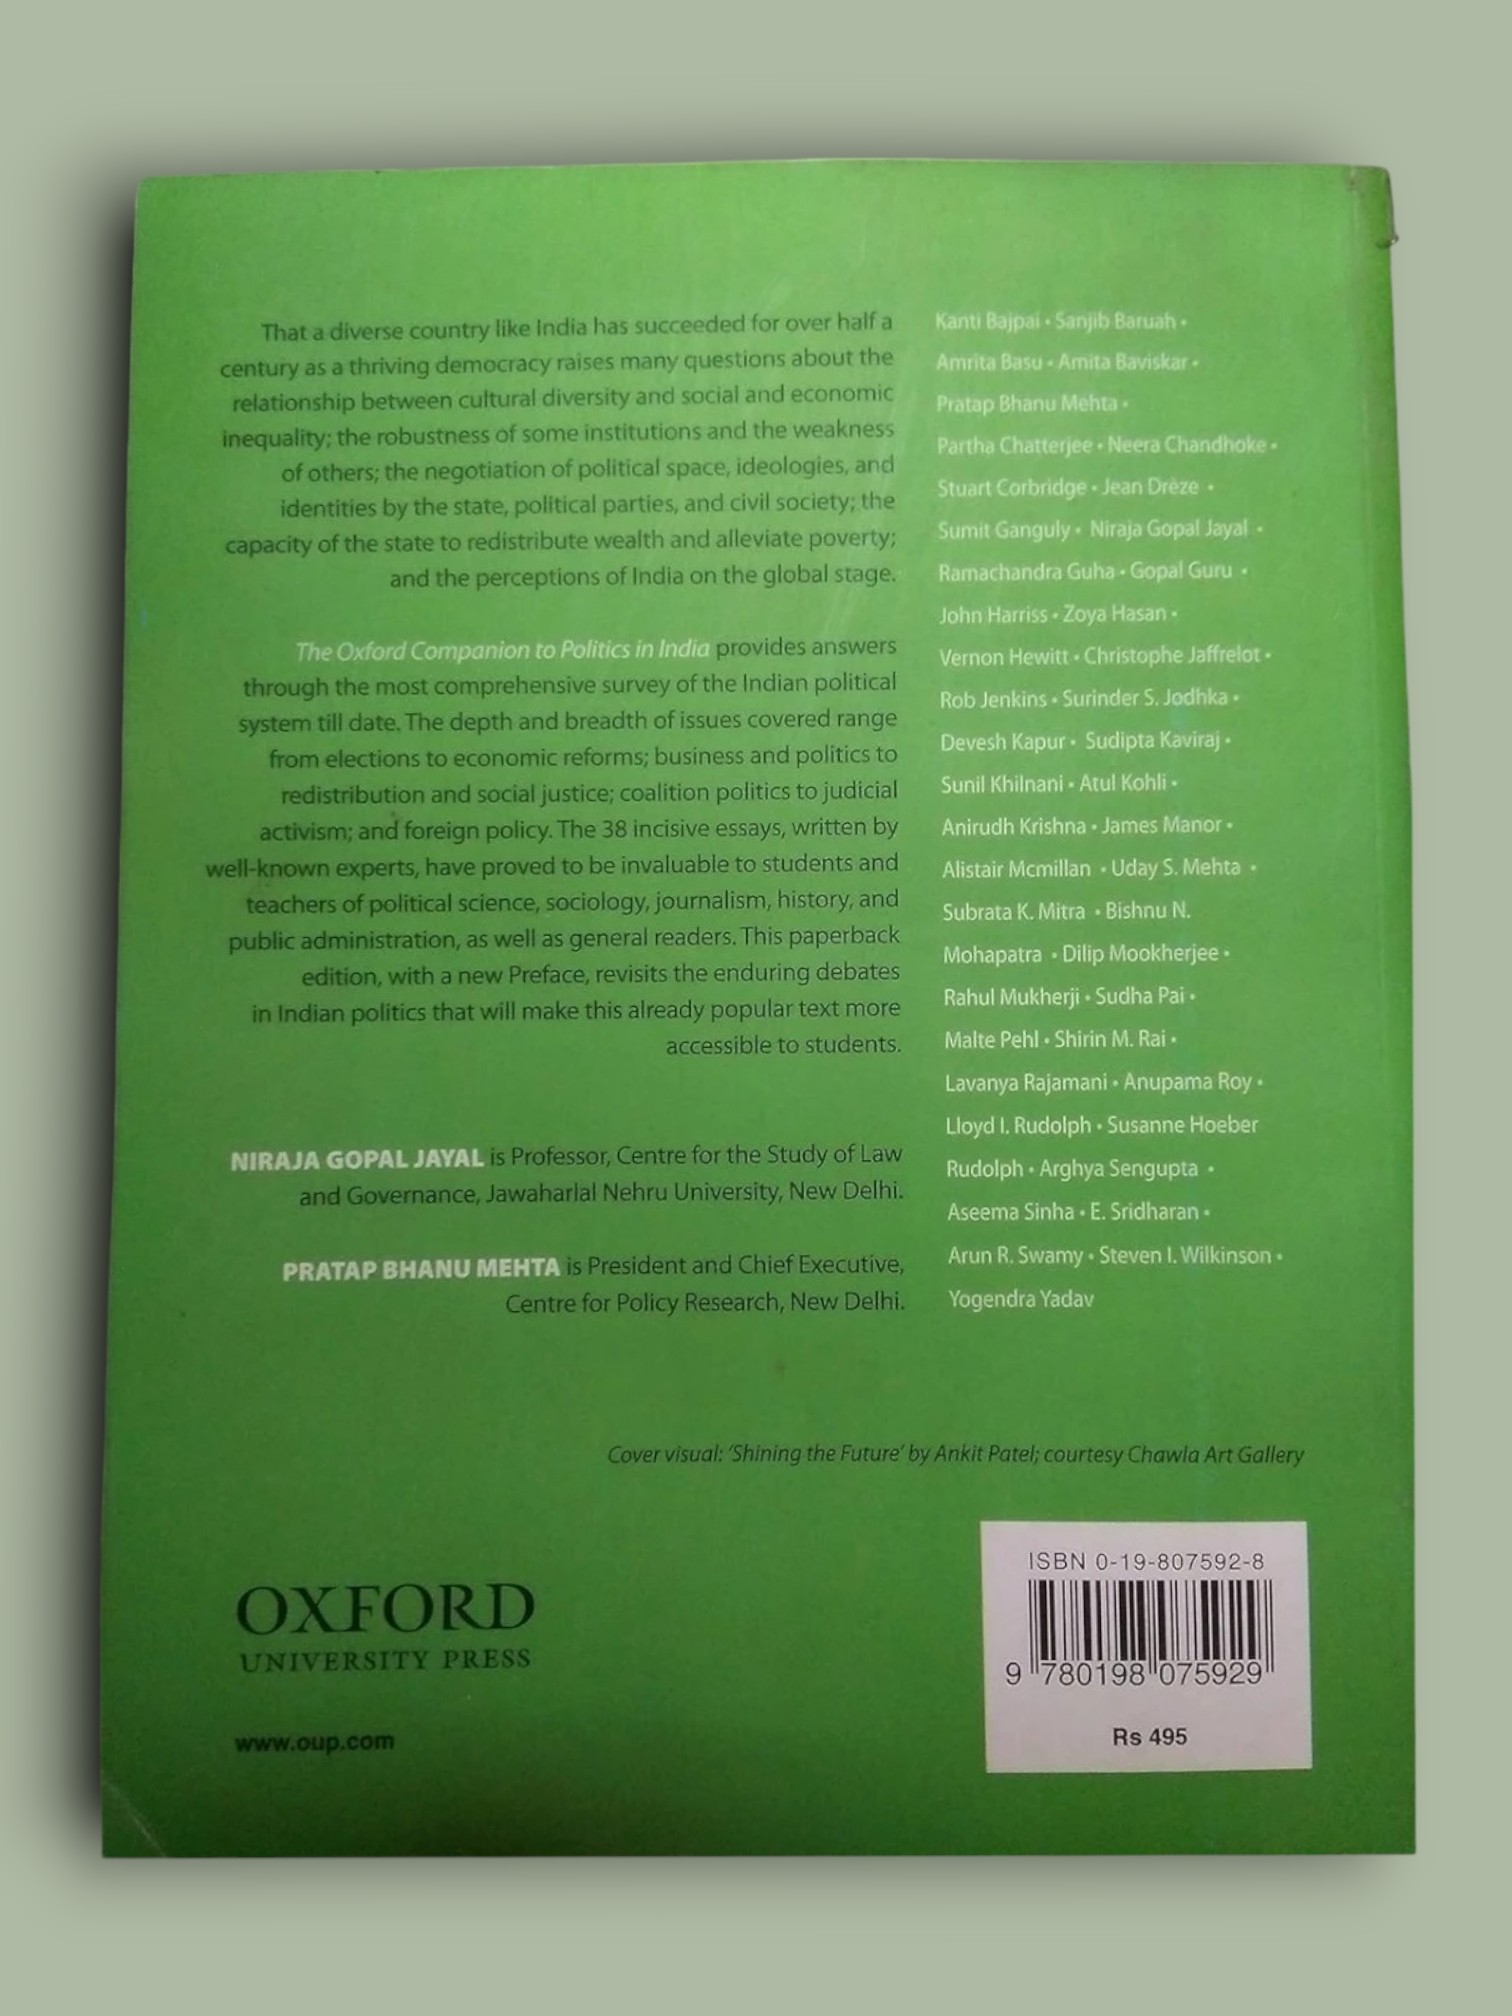 That a diverse country like India has succeeded for over half a
century as a thriving democracy raises many questions about the
relationship between cultural diversity and social and economic
inequality; the robustness of some institutions and the weakness
of others; the negotiation of political space, ideologies, and
identities by the state, political parties, and civil society; the
capacity of the state to redistribute wealth and alleviate poverty;
and the perceptions of India on the global stage.
The Oxford Companion to Politics in India provides answers
through the most comprehensive survey of the Indian political
system till date. The depth and breadth of issues covered range
from elections to economic reforms; business and politics to
redistribution and social justice; coalition politics to judicial
activism; and foreign policy. The 38 incisive essays, written by
well-known experts, have proved to be invaluable to students and
teachers of political science, sociology, journalism, history, and
public administration, as well as general readers. This paperback
edition, with a new Preface, revisits the enduring debates
in Indian politics that will make this already popular text more
accessible to students.
NIRAJA GOPAL JAYAL is Professor, Centre for the Study of Law
and Governance, Jawaharlal Nehru University, New Delhi.
PRATAP BHANU MEHTA is President and Chief Executive,
Centre for Policy Research, New Delhi.
Kanti Bajpai • Sanjib Baruah •
Amrita Basu • Amita Baviskar •
Pratap Bhanu Mehta •
Partha Chatterjee • Neera Chandhoke •
Stuart Corbridge • Jean Drèze •
Sumit Ganguly • Niraja Gopal Jayal •
Ramachandra Guha • Gopal Guru •
John Harriss • Zoya Hasan •
Vernon Hewitt • Christophe Jaffrelot •
Rob Jenkins • Surinder S. Jodhka •
Devesh Kapur • Sudipta Kaviraj •
Sunil Khilnani • Atul Kohli •
Anirudh Krishna • James Manor •
Alistair Mcmillan • Uday S. Mehta •
Subrata K. Mitra • Bishnu N.
Mohapatra • Dilip Mookherjee •
Rahul Mukherji • Sudha Pai •
Malte Pehl • Shirin M. Rai •
Lavanya Rajamani • Anupama Roy •
Lloyd I. Rudolph • Susanne Hoeber
Rudolph • Arghya Sengupta •
Aseema Sinha • E. Sridharan •
Arun R. Swamy • Steven I. Wilkinson •
Yogendra Yadav
Cover visual: 'Shining the Future' by Ankit Patel; courtesy Chawla Art Gallery
OXFORD
UNIVERSITY PRESS
www.oup.com
ISBN 0-19-807592-8
9 780198 075929
Rs 495